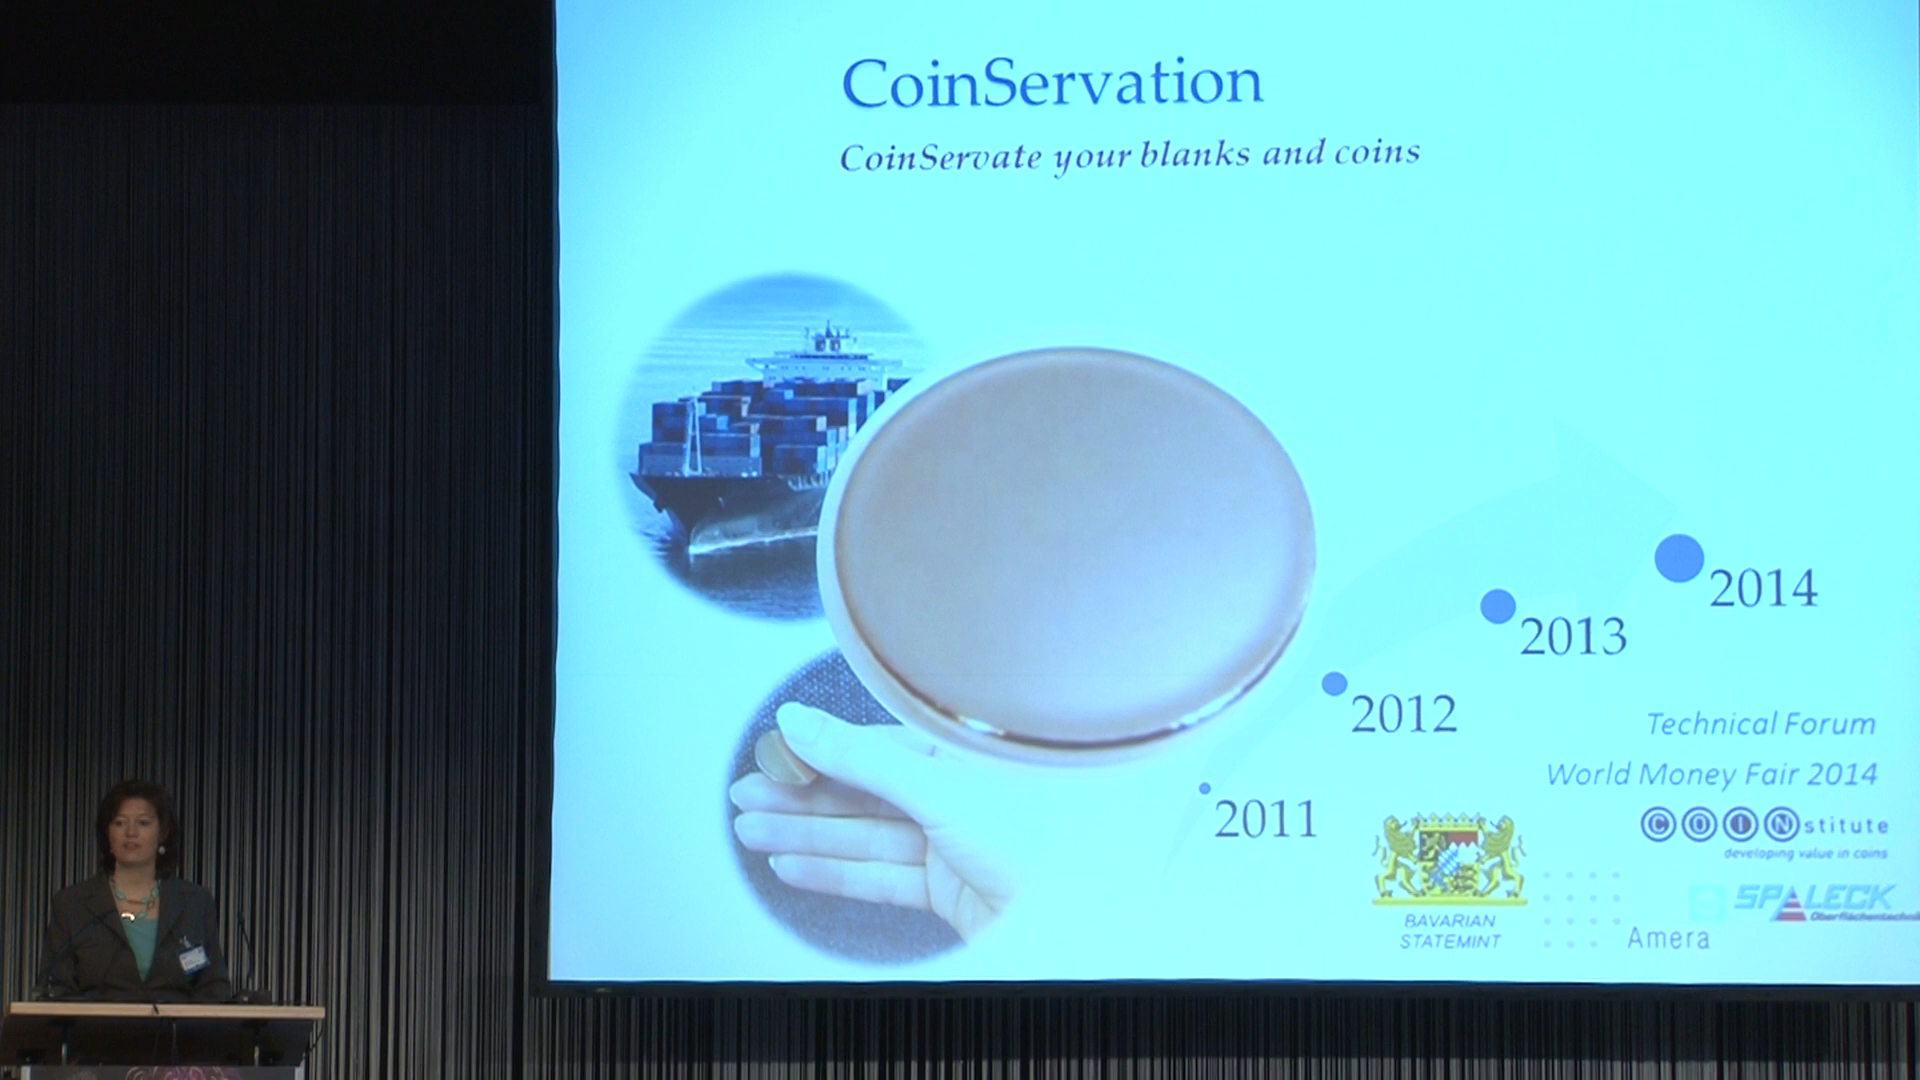 CoinServation
CoinServate your blanks and coins
2014
2013
2012
2011
Technical Forum
World Money Fair 2014
COINstitute
developing value in coins
BAVARIAN
STATEMINT
Amera
SPALECK
Oberflächentechnik